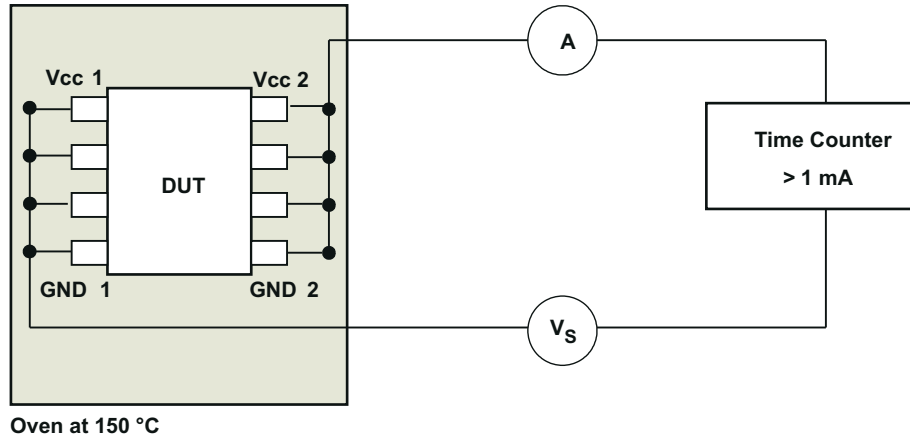 Vcc 1
Vcc 2
A
DUT
Time Counter
> 1 mA
GND 1
GND 2
VS
Oven at 150 °C